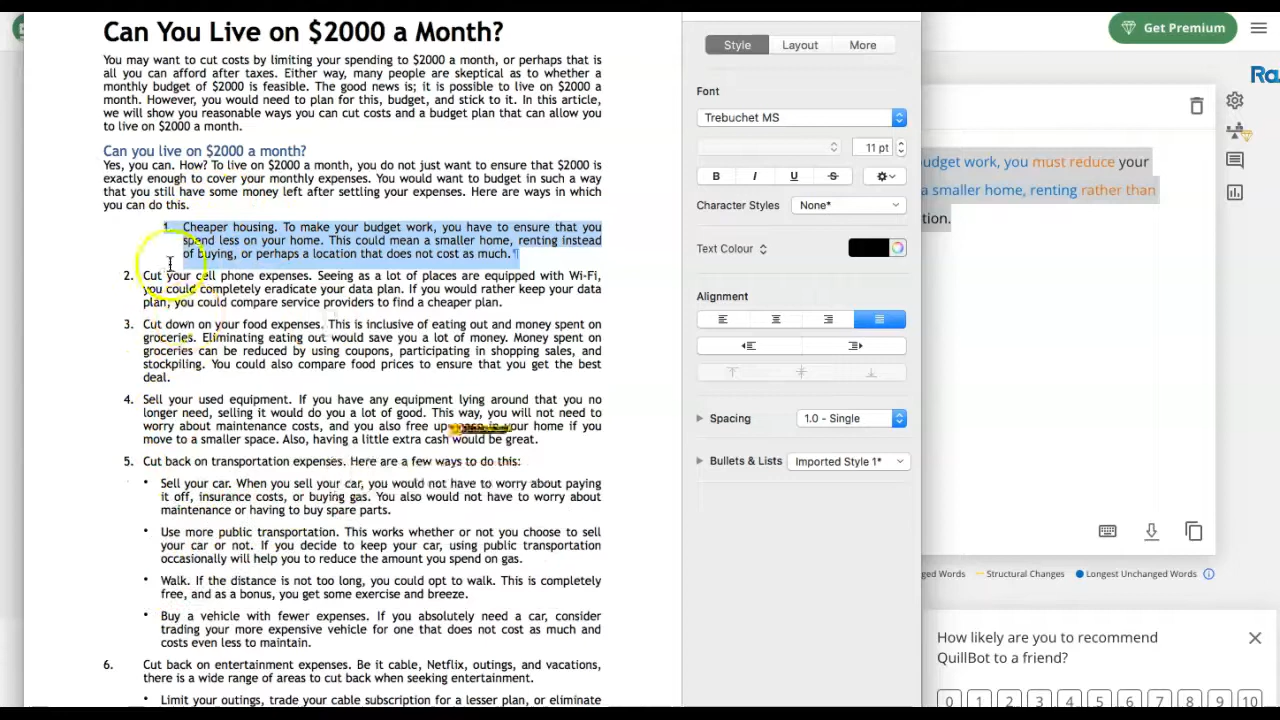 Can You Live on $2000 a Month?
You may want to cut costs by limiting your spending to $2000 a month, or perhaps that is
all you can afford after taxes. Either way, many people are skeptical as to whether a
monthly budget of $2000 is feasible. The good news is; it is possible to live on $2000 a
month. However, you would need to plan for this, budget, and stick to it. In this article,
we will show you reasonable ways you can cut costs and a budget plan that can allow you
to live on $2000 a month.
Can you live on $2000 a month?
Yes, you can. How? To live on $2000 a month, you do not just want to ensure that $2000 is
exactly enough to cover your monthly expenses. You would want to budget in such a way
that you still have some money left after settling your expenses. Here are ways in which
you can do this.
1. Cheaper housing. To make your budget work, you have to ensure that you
spend less on your home. This could mean a smaller home, renting instead
of buying, or perhaps a location that does not cost as much.
2. Cut your cell phone expenses. Seeing as a lot of places are equipped with Wi-Fi,
you could completely eradicate your data plan. If you would rather keep your data
plan, you could compare service providers to find a cheaper plan.
3. Cut down on your food expenses. This is inclusive of eating out and money spent on
groceries. Eliminating eating out would save you a lot of money. Money spent on
groceries can be reduced by using coupons, participating in shopping sales, and
stockpiling. You could also compare food prices to ensure that you get the best
deal.
4. Sell your used equipment. If you have any equipment lying around that you no
longer need, selling it would do you a lot of good. This way, you will not need to
worry about maintenance costs, and you also free up your home if you
move to a smaller space. Also, having a little extra cash would be great.
5. Cut back on transportation expenses. Here are a few ways to do this:
• Sell your car. When you sell your car, you would not have to worry about paying
it off, insurance costs, or buying gas. You also would not have to worry about
maintenance or having to buy spare parts.
• Use more public transportation. This works whether or not you choose to sell
your car or not. If you decide to keep your car, using public transportation
occasionally will help you to reduce the amount you spend on gas.
• Walk. If the distance is not too long, you could opt to walk. This is completely
free, and as a bonus, you get some exercise and breeze.
• Buy a vehicle with fewer expenses. If you absolutely need a car, consider
trading your more expensive vehicle for one that does not cost as much and
costs even less to maintain.
6. Cut back on entertainment expenses. Be it cable, Netflix, outings, and vacations,
there is a wide range of areas to cut back when seeking entertainment.
• Limit your outings, trade your cable subscription for a lesser plan, or eliminate
Style Layout More
Font
Trebuchet MS
11 pt
B I U S
Character Styles None*
Text Colour
Alignment
Spacing 1.0 - Single
Bullets & Lists Imported Style 1*
Get Premium
Ra
budget work, you must reduce your
a smaller home, renting rather than
tion.
ged Words Structural Changes Longest Unchanged Words
How likely are you to recommend
QuillBot to a friend?
0 1 2 3 4 5 6 7 8 9 10